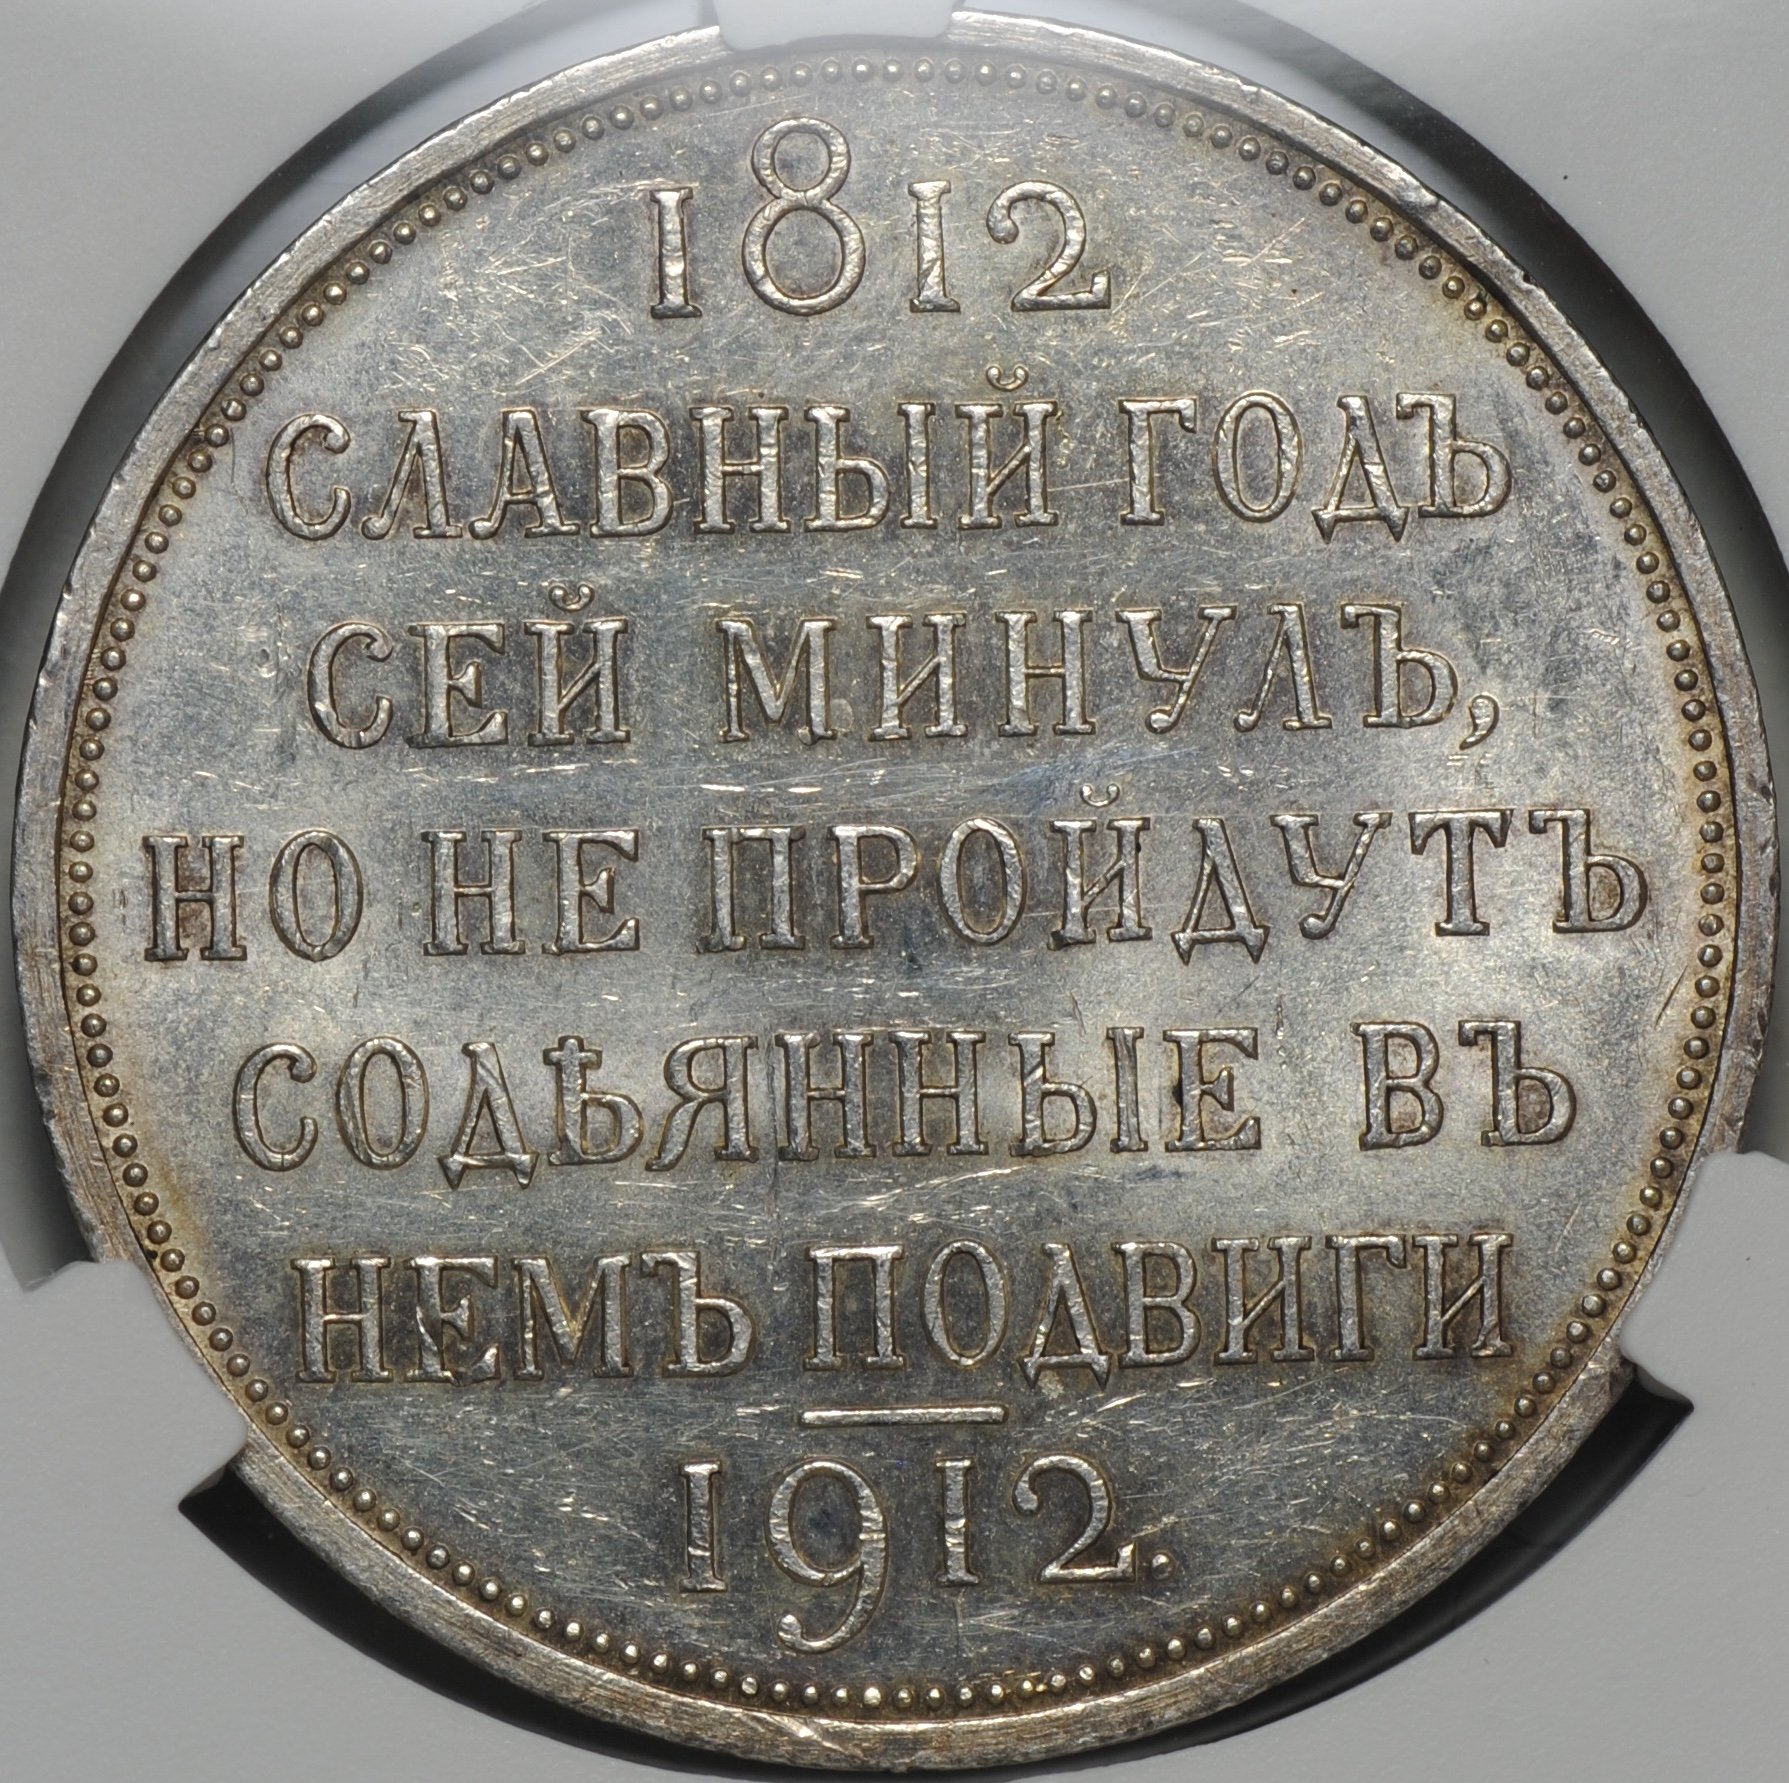 1812
СЛАВНЫЙ ГОДЪ
СЕЙ МИНУЛЪ,
НО НЕ ПРОЙДУТЪ
СОДѢЯННЫЕ ВЪ
НЕМЪ ПОДВИГИ
1912.